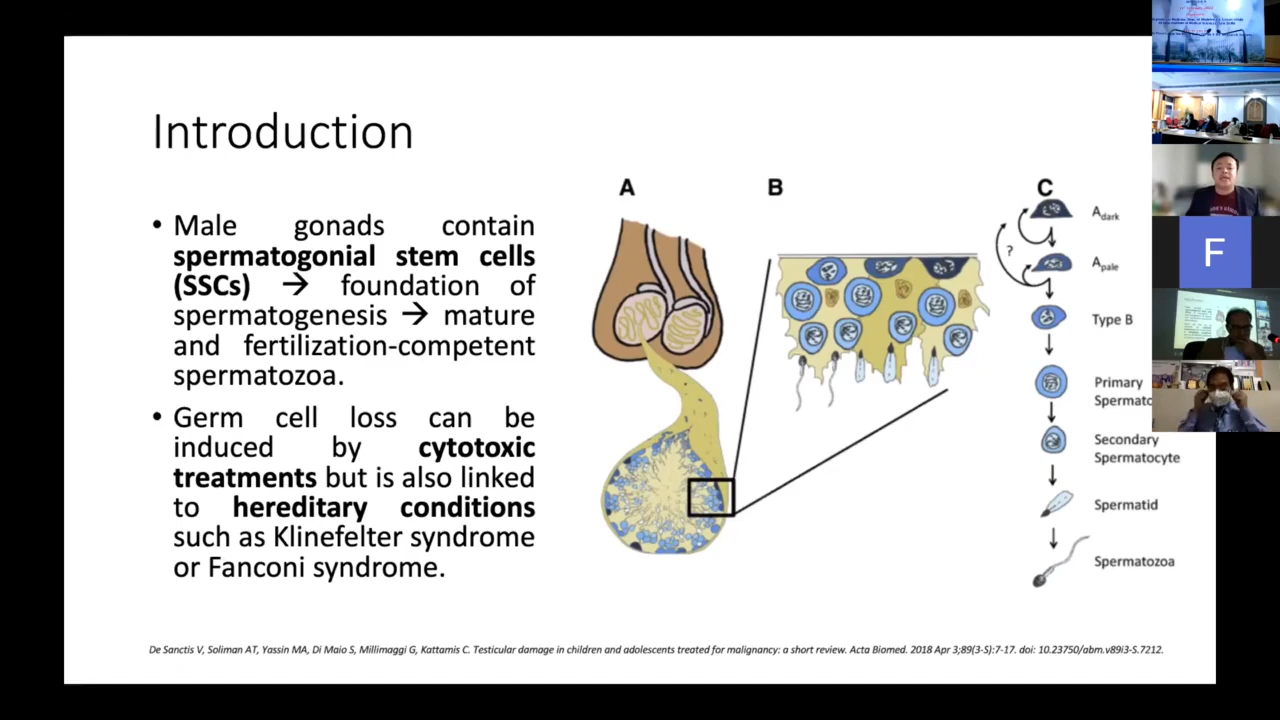 Introduction
• Male gonads contain
spermatogonial stem cells
(SSCs) → foundation of
spermatogenesis → mature
and fertilization-competent
spermatozoa.
• Germ cell loss can be
induced by cytotoxic
treatments but is also linked
to hereditary conditions
such as Klinefelter syndrome
or Fanconi syndrome.
A
B
C
Adark
?
Apale
Type B
Primary
Spermatoc
Secondary
Spermatocyte
Spermatid
Spermatozoa
F
De Sanctis V, Soliman AT, Yassin MA, Di Maio S, Millimaggi G, Kattamis C. Testicular damage in children and adolescents treated for malignancy: a short review. Acta Biomed. 2018 Apr 3;89(3-S):7-17. doi: 10.23750/abm.v89i3-S.7212.